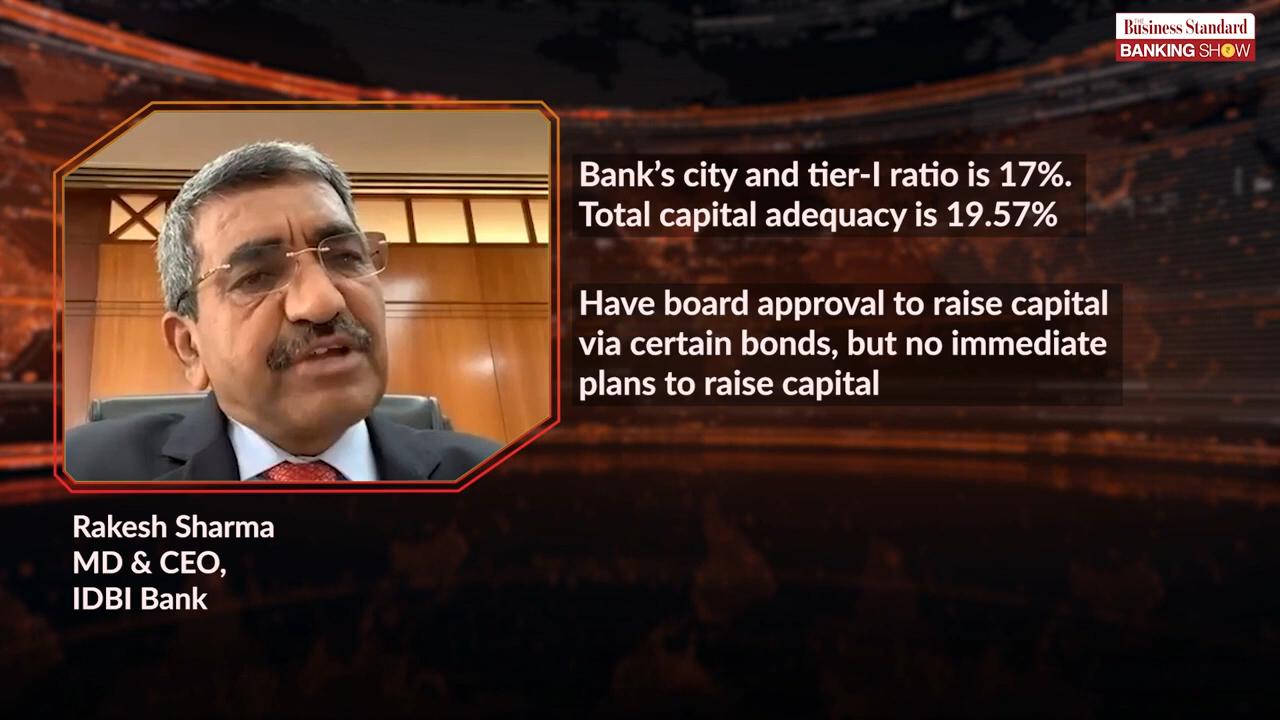 THE
Business Standard
BANKING SHOW
Bank’s city and tier-I ratio is 17%.
Total capital adequacy is 19.57%
Have board approval to raise capital
via certain bonds, but no immediate
plans to raise capital
Rakesh Sharma
MD & CEO,
IDBI Bank